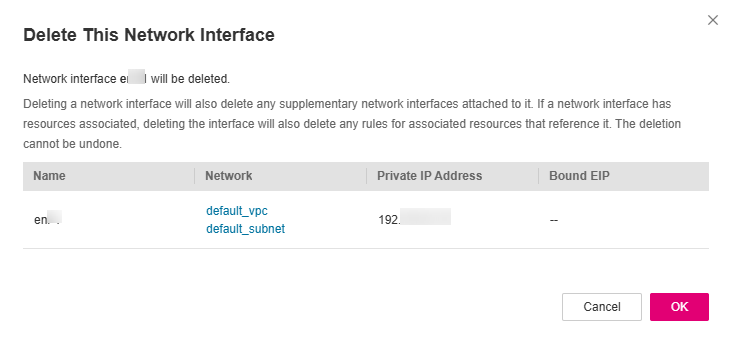 Delete This Network Interface
Network interface will be deleted.
Deleting a network interface will also delete any supplementary network interfaces attached to it. If a network interface has
resources associated, deleting the interface will also delete any rules for associated resources that reference it. The deletion
cannot be undone.
Name Network Private IP Address Bound EIP
default_vpc
192. --
default_subnet
Cancel OK